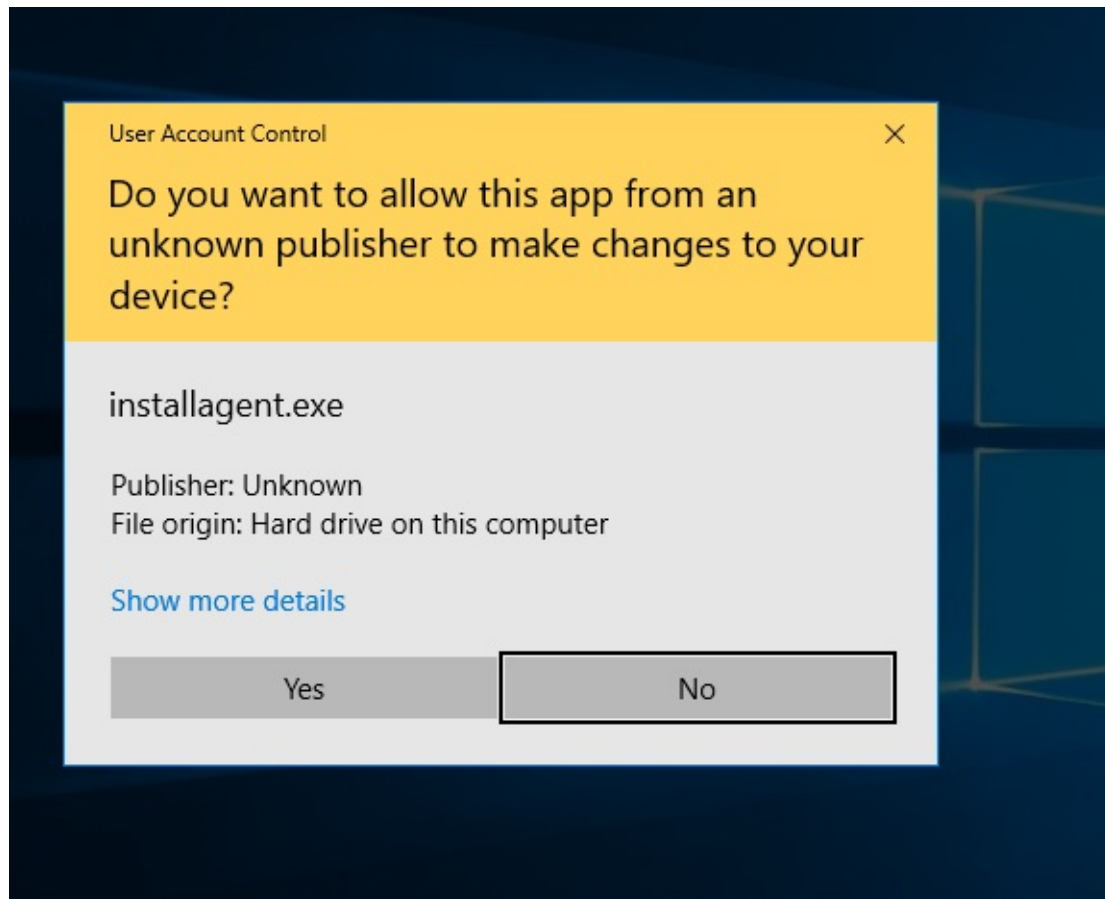 User Account Control
Do you want to allow this app from an
unknown publisher to make changes to your
device?
installagent.exe
Publisher: Unknown
File origin: Hard drive on this computer
Show more details
Yes
No